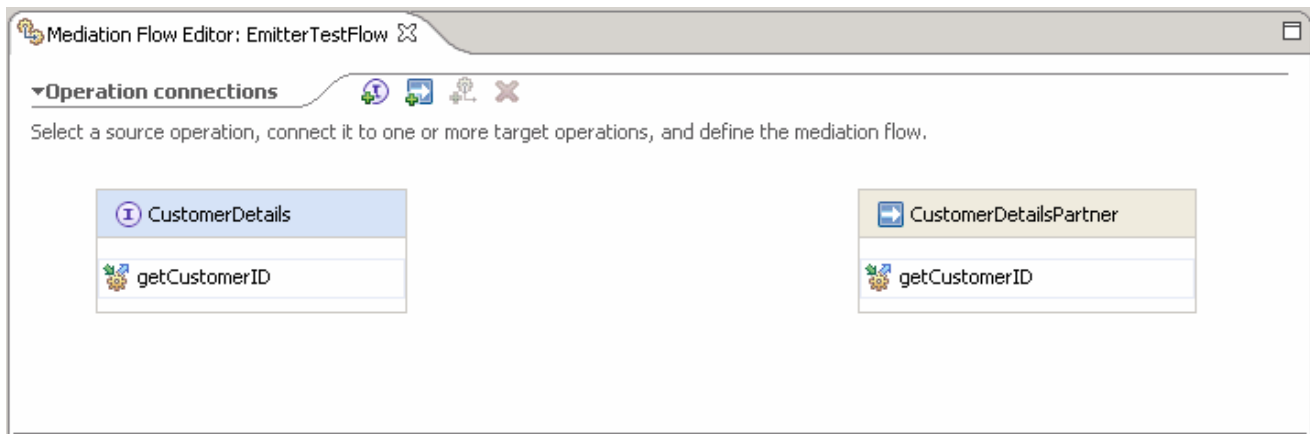 Mediation Flow Editor: EmitterTestFlow
Operation connections
Select a source operation, connect it to one or more target operations, and define the mediation flow.
CustomerDetails
CustomerDetailsPartner
getCustomerID
getCustomerID